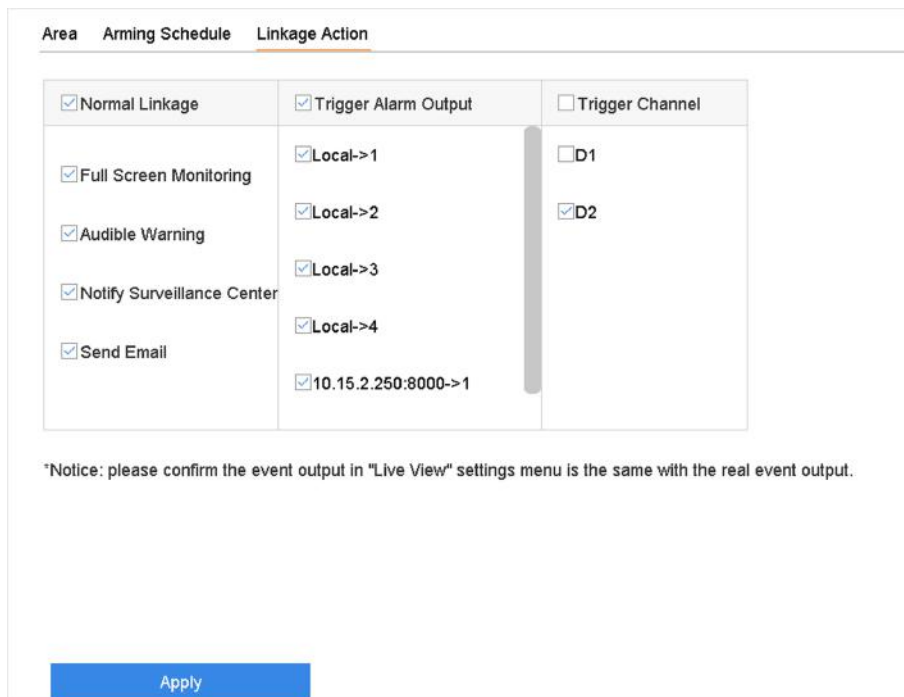 Area Arming Schedule Linkage Action
Normal Linkage Trigger Alarm Output Trigger Channel
Local->1 D1
Full Screen Monitoring
Local->2 D2
Audible Warning
Local->3
Notify Surveillance Center
Local->4
Send Email
10.15.2.250:8000->1
*Notice: please confirm the event output in "Live View" settings menu is the same with the real event output.
Apply